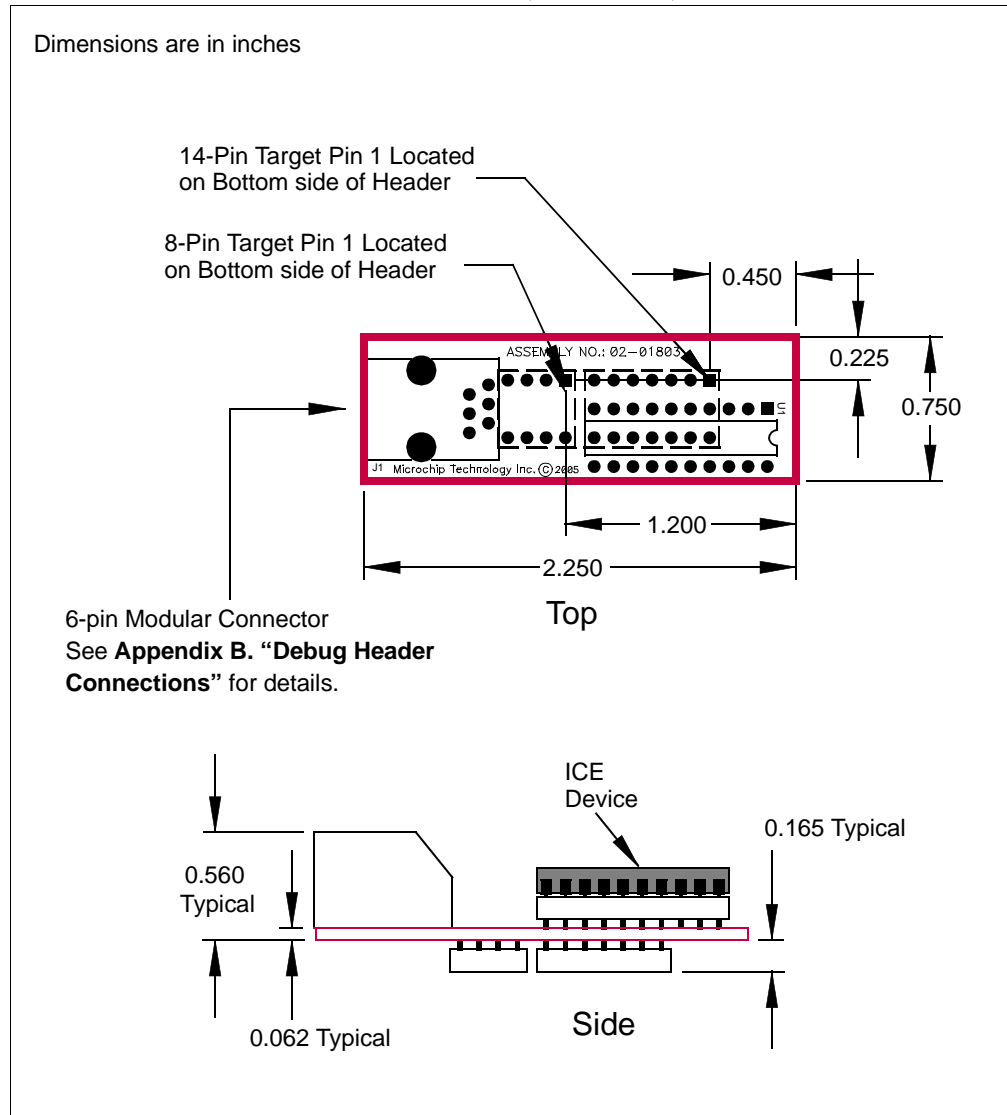 Dimensions are in inches
14-Pin Target Pin 1 Located
on Bottom side of Header
8-Pin Target Pin 1 Located
on Bottom side of Header
0.450
0.225
0.750
ASSEMBLY NO.: 02-01803
U1
J1 Microchip Technology Inc. © 2005
1.200
2.250
Top
6-pin Modular Connector
See Appendix B. “Debug Header
Connections” for details.
ICE
Device
0.165 Typical
0.560
Typical
0.062 Typical
Side